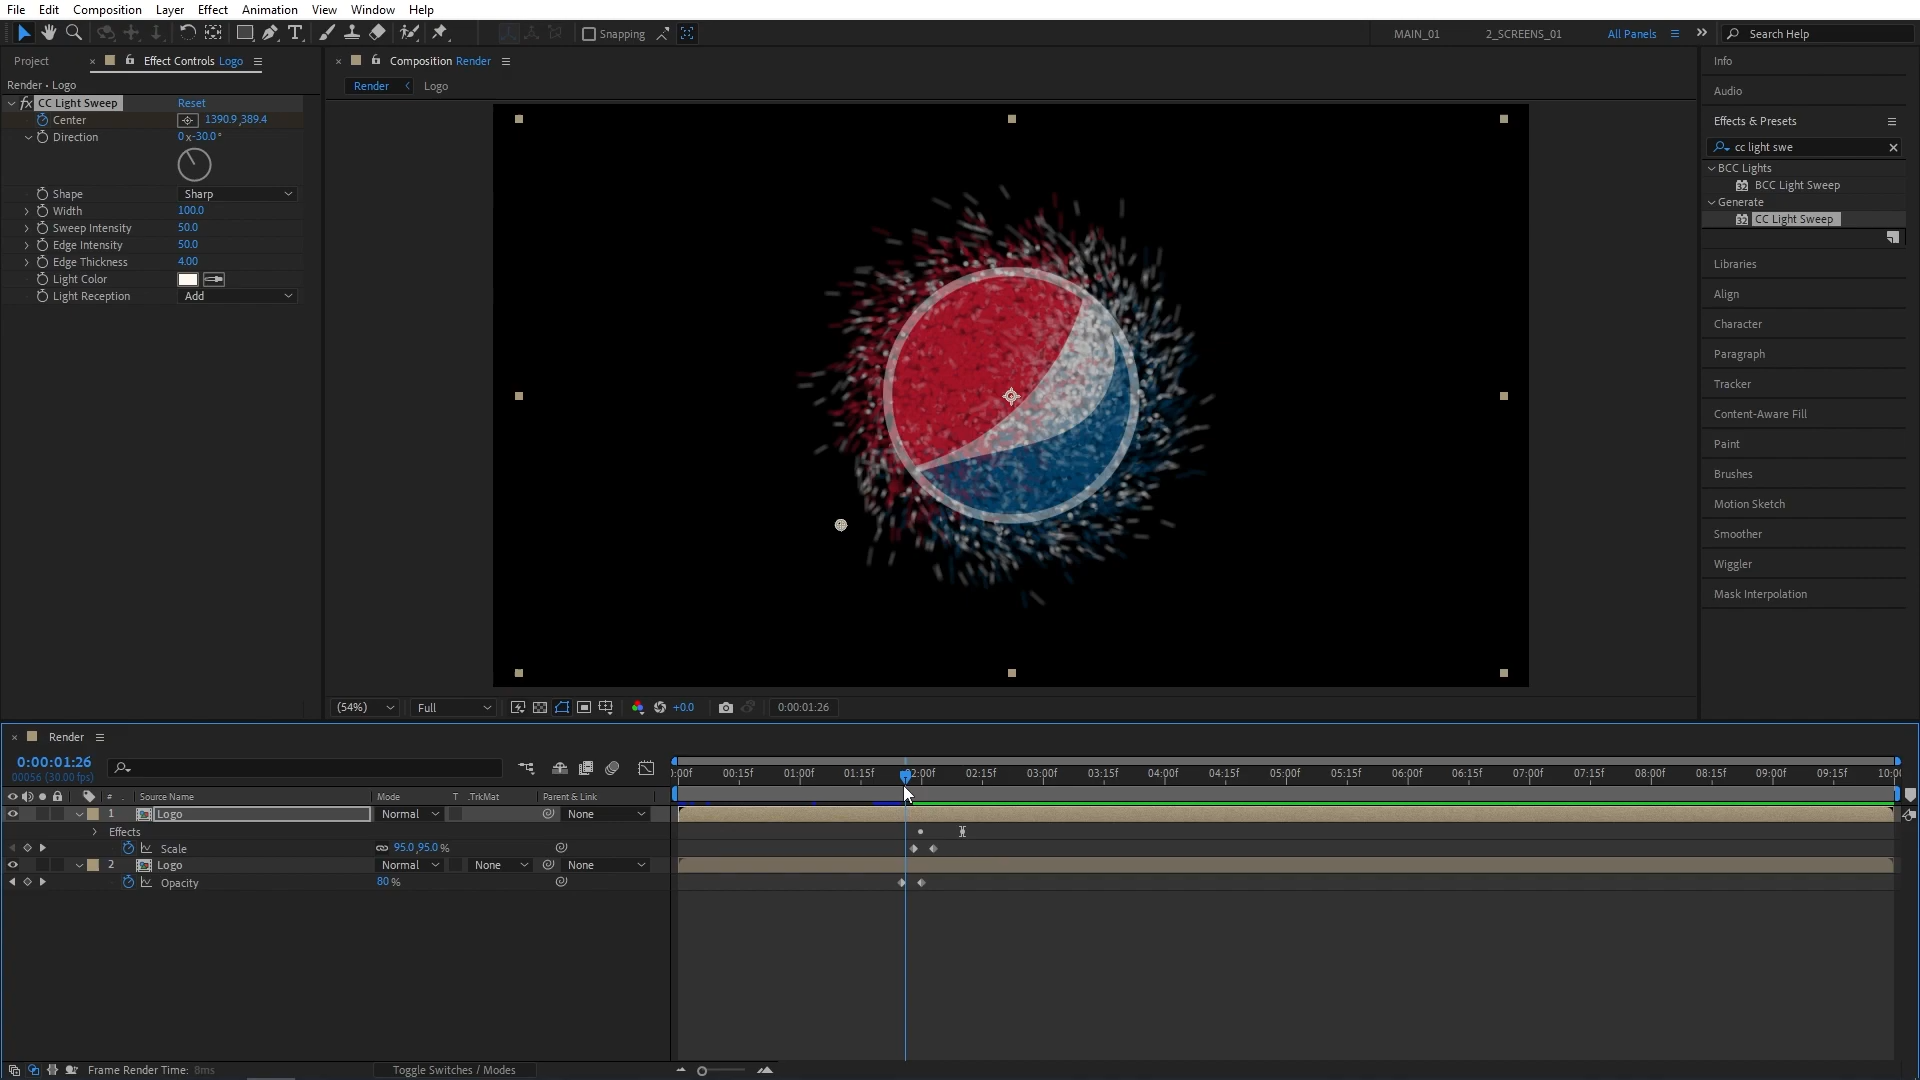 File Edit Composition Layer Effect Animation View Window Help
Snapping MAIN_01 2_SCREENS_01 All Panels Search Help
Project Effect Controls Logo
Render • Logo
fx CC Light Sweep Reset
Center 1390.9,389.4
Direction 0x-30.0°
Shape Sharp
Width 100.0
Sweep Intensity 50.0
Edge Intensity 50.0
Edge Thickness 4.00
Light Color
Light Reception Add
Composition Render
Render Logo
(54%) Full +0.0 0:00:01:26
Info
Audio
Effects & Presets
cc light swe
BCC Lights
BCC Light Sweep
Generate
CC Light Sweep
Libraries
Align
Character
Paragraph
Tracker
Content-Aware Fill
Paint
Brushes
Motion Sketch
Smoother
Wiggler
Mask Interpolation
Render
0:00:01:26
00056 (30.00 fps)
0:00f 00:15f 01:00f 01:15f 02:00f 02:15f 03:00f 03:15f 04:00f 04:15f 05:00f 05:15f 06:00f 06:15f 07:00f 07:15f 08:00f 08:15f 09:00f 09:15f 10:00
# Source Name Mode T .TrkMat Parent & Link
1 Logo Normal None
Effects
Scale 95.0,95.0%
2 Logo Normal None None
Opacity 80%
Frame Render Time: 8ms Toggle Switches / Modes